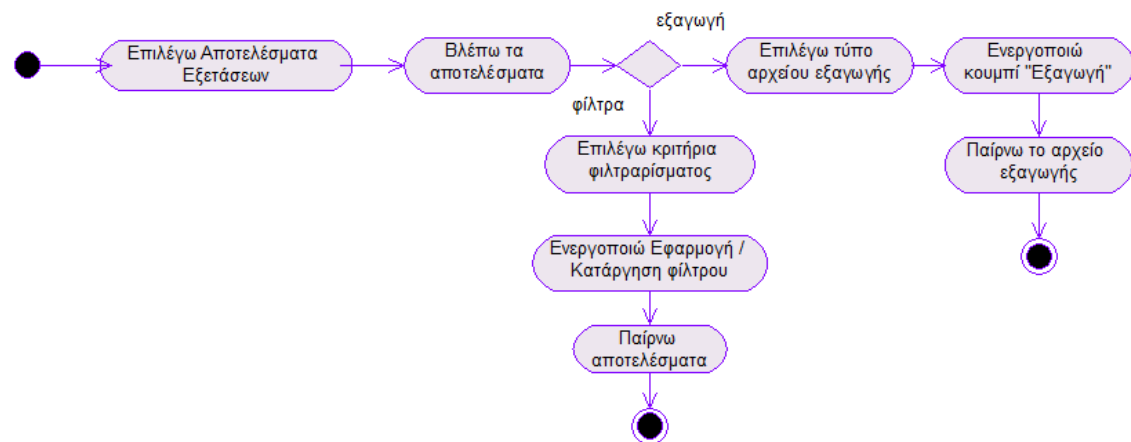 εξαγωγή
Επιλέγω Αποτελέσματα
Εξετάσεων
Βλέπω τα
αποτελέσματα
Επιλέγω τύπο
αρχείου εξαγωγής
Ενεργοποιώ
κουμπί "Εξαγωγή"
φίλτρα
Επιλέγω κριτήρια
φιλτραρίσματος
Παίρνω το αρχείο
εξαγωγής
Ενεργοποιώ Εφαρμογή /
Κατάργηση φίλτρου
Παίρνω
αποτελέσματα